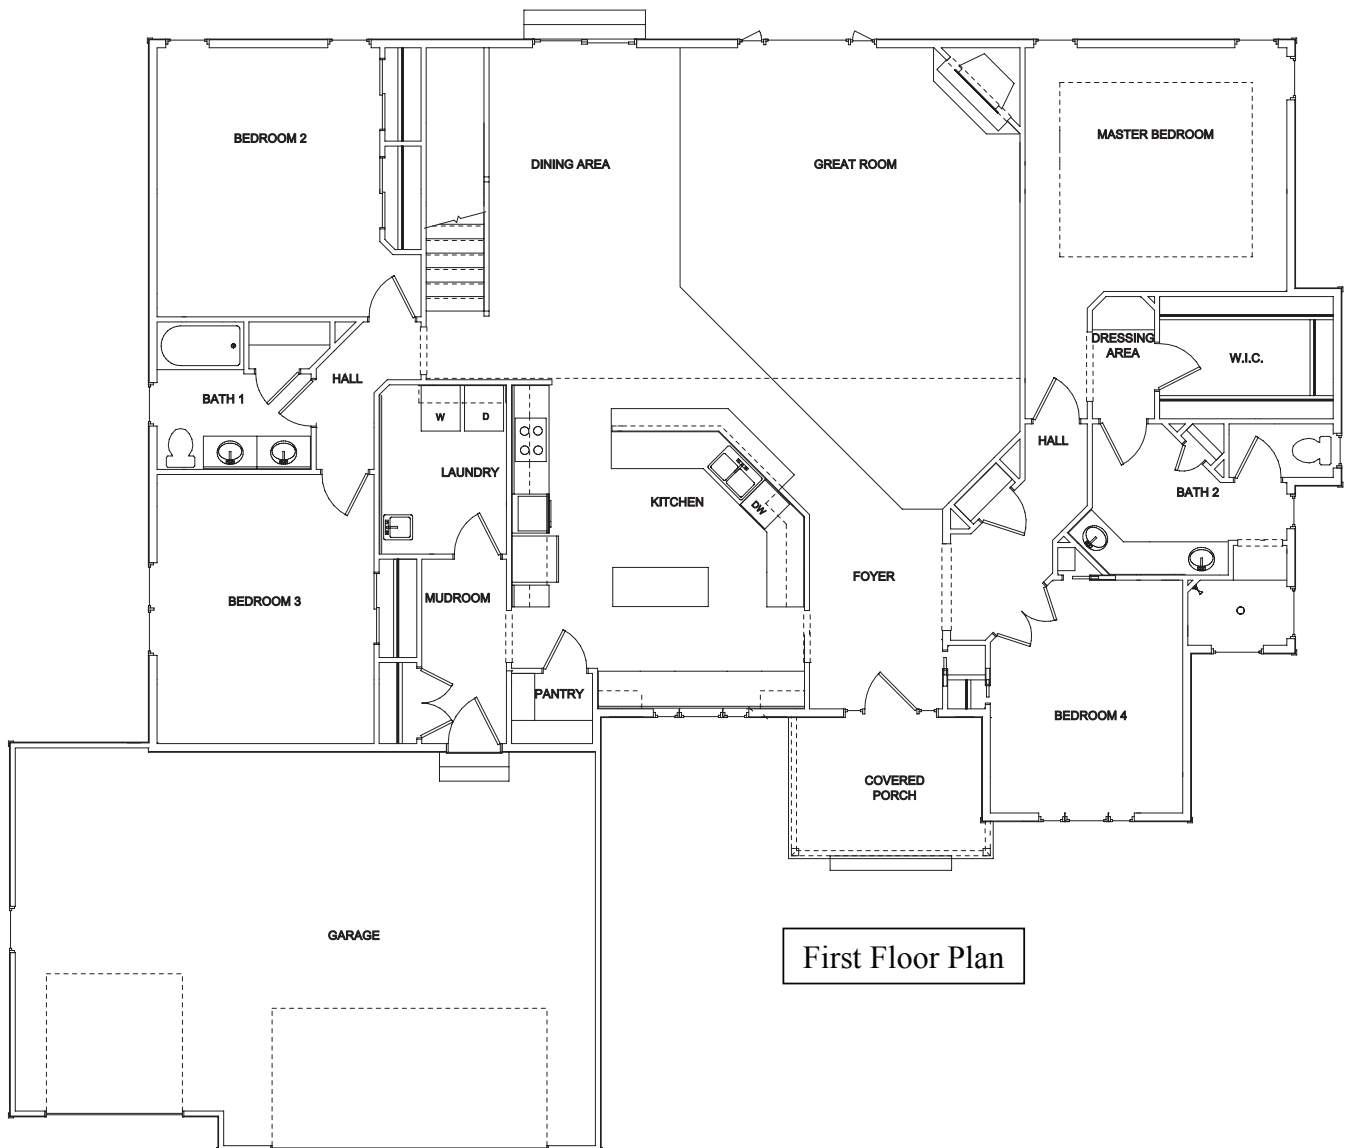 BEDROOM 2
DINING AREA
GREAT ROOM
MASTER BEDROOM
DRESSING
AREA
W.I.C.
HALL
BATH 1
W
D
LAUNDRY
KITCHEN
DW
HALL
BATH 2
BEDROOM 3
MUDROOM
FOYER
PANTRY
BEDROOM 4
COVERED
PORCH
GARAGE
First Floor Plan